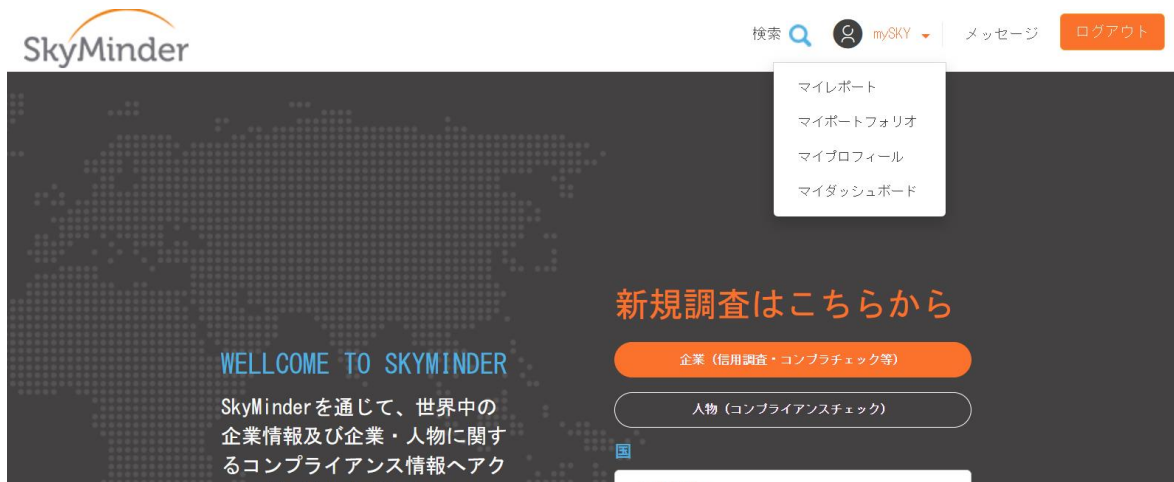 SkyMinder
検索
mySKY
メッセージ
ログアウト
マイレポート
マイポートフォリオ
マイプロフィール
マイダッシュボード
WELLCOME TO SKYMINDER
SkyMinderを通じて、世界中の
企業情報及び企業・人物に関す
るコンプライアンス情報へアク
新規調査はこちらから
企業（信用調査・コンプラチェック等）
人物（コンプライアンスチェック）
国